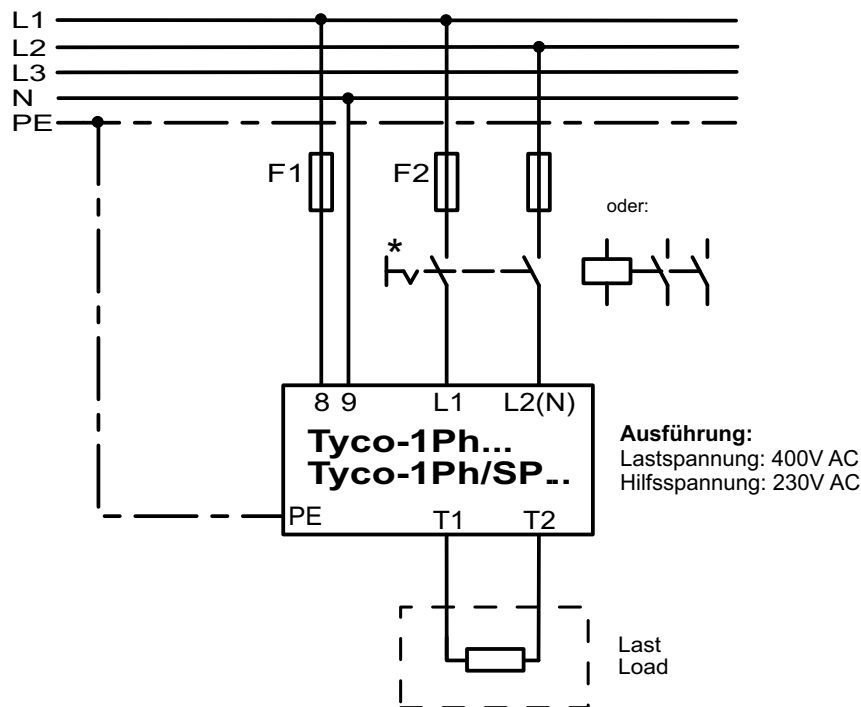 L1
L2
L3
N
PE
F1
F2
oder:
*
8 9 L1 L2(N)
Tyco-1Ph...
Tyco-1Ph/SP...
PE
T1 T2
Ausführung:
Lastspannung: 400V AC
Hilfsspannung: 230V AC
Last
Load